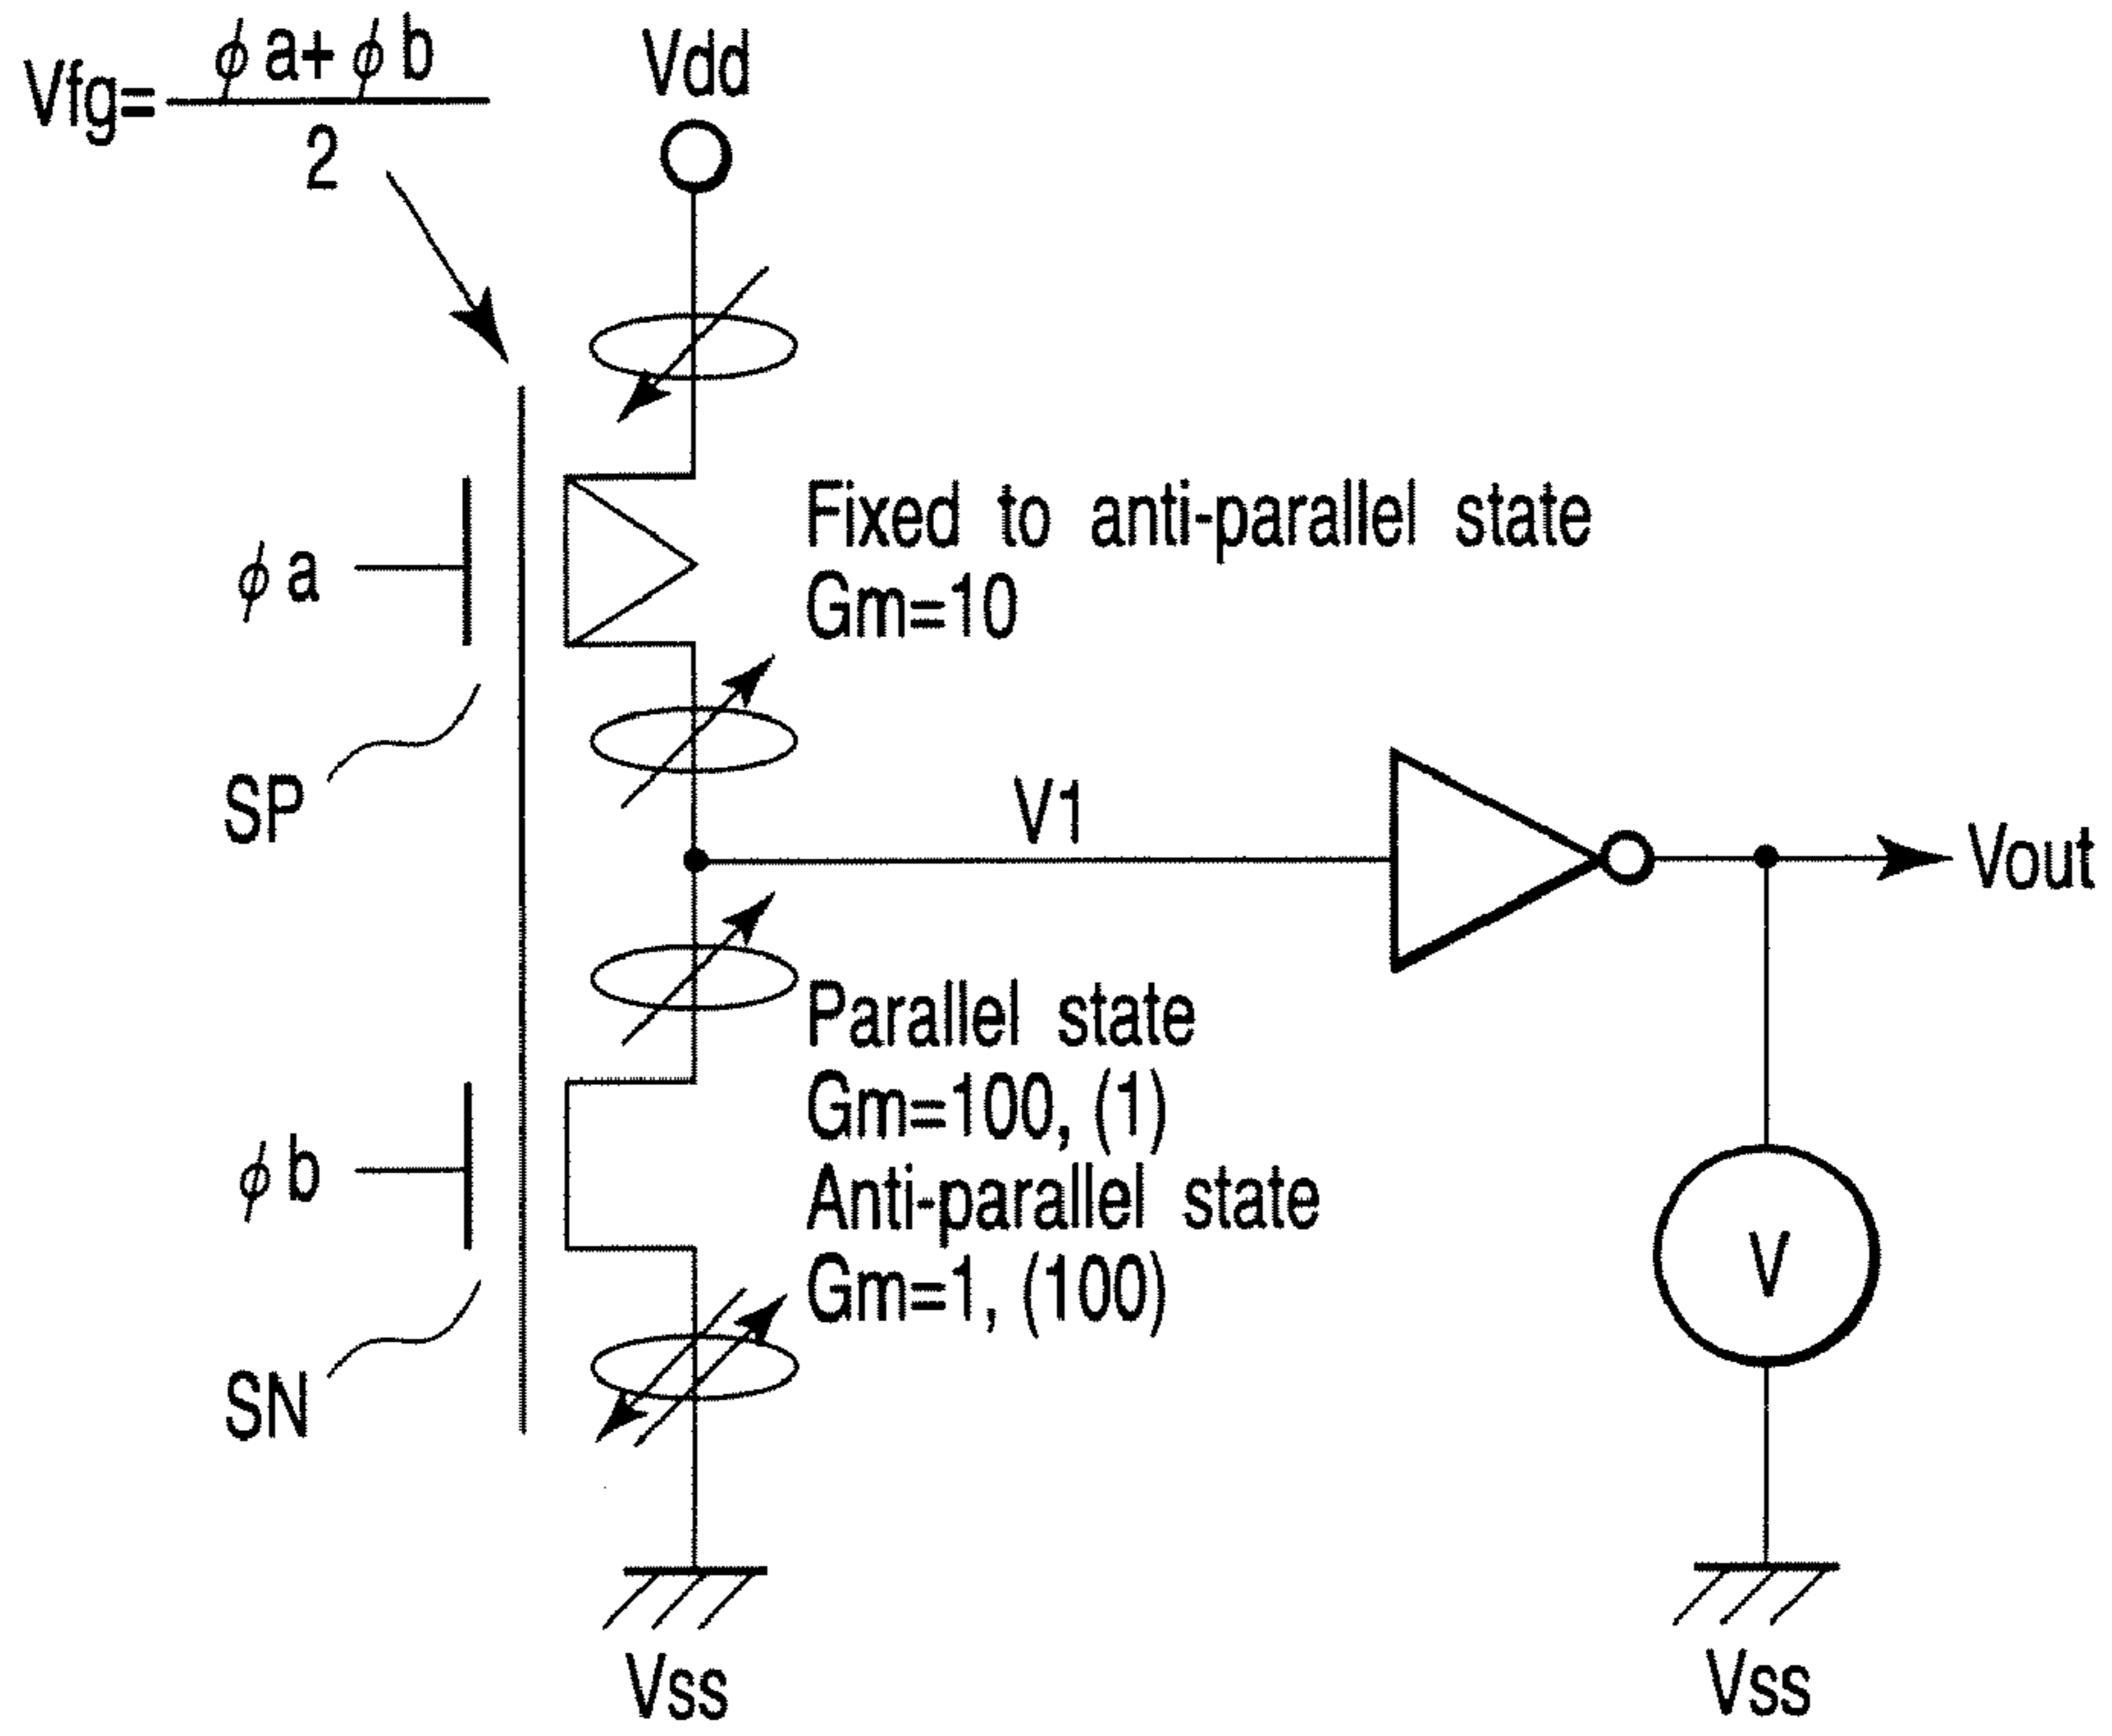 Vfg= ϕa+ϕb
2
Vdd
Fixed to anti-parallel state
Gm=10
ϕa
SP
V1
Vout
Parallel state
Gm=100, (1)
Anti-parallel state
Gm=1, (100)
ϕb
V
SN
Vss
Vss